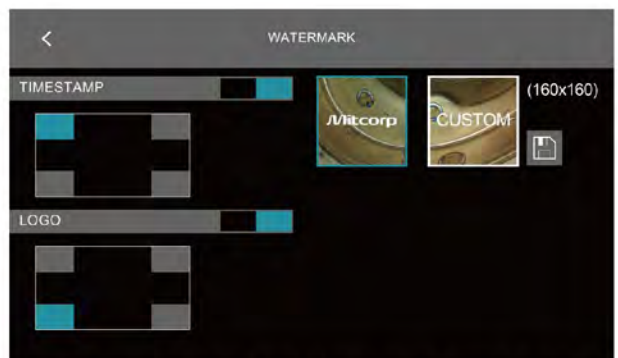 WATERMARK
TIMESTAMP
Mitcorp
CUSTOM
(160x160)
LOGO